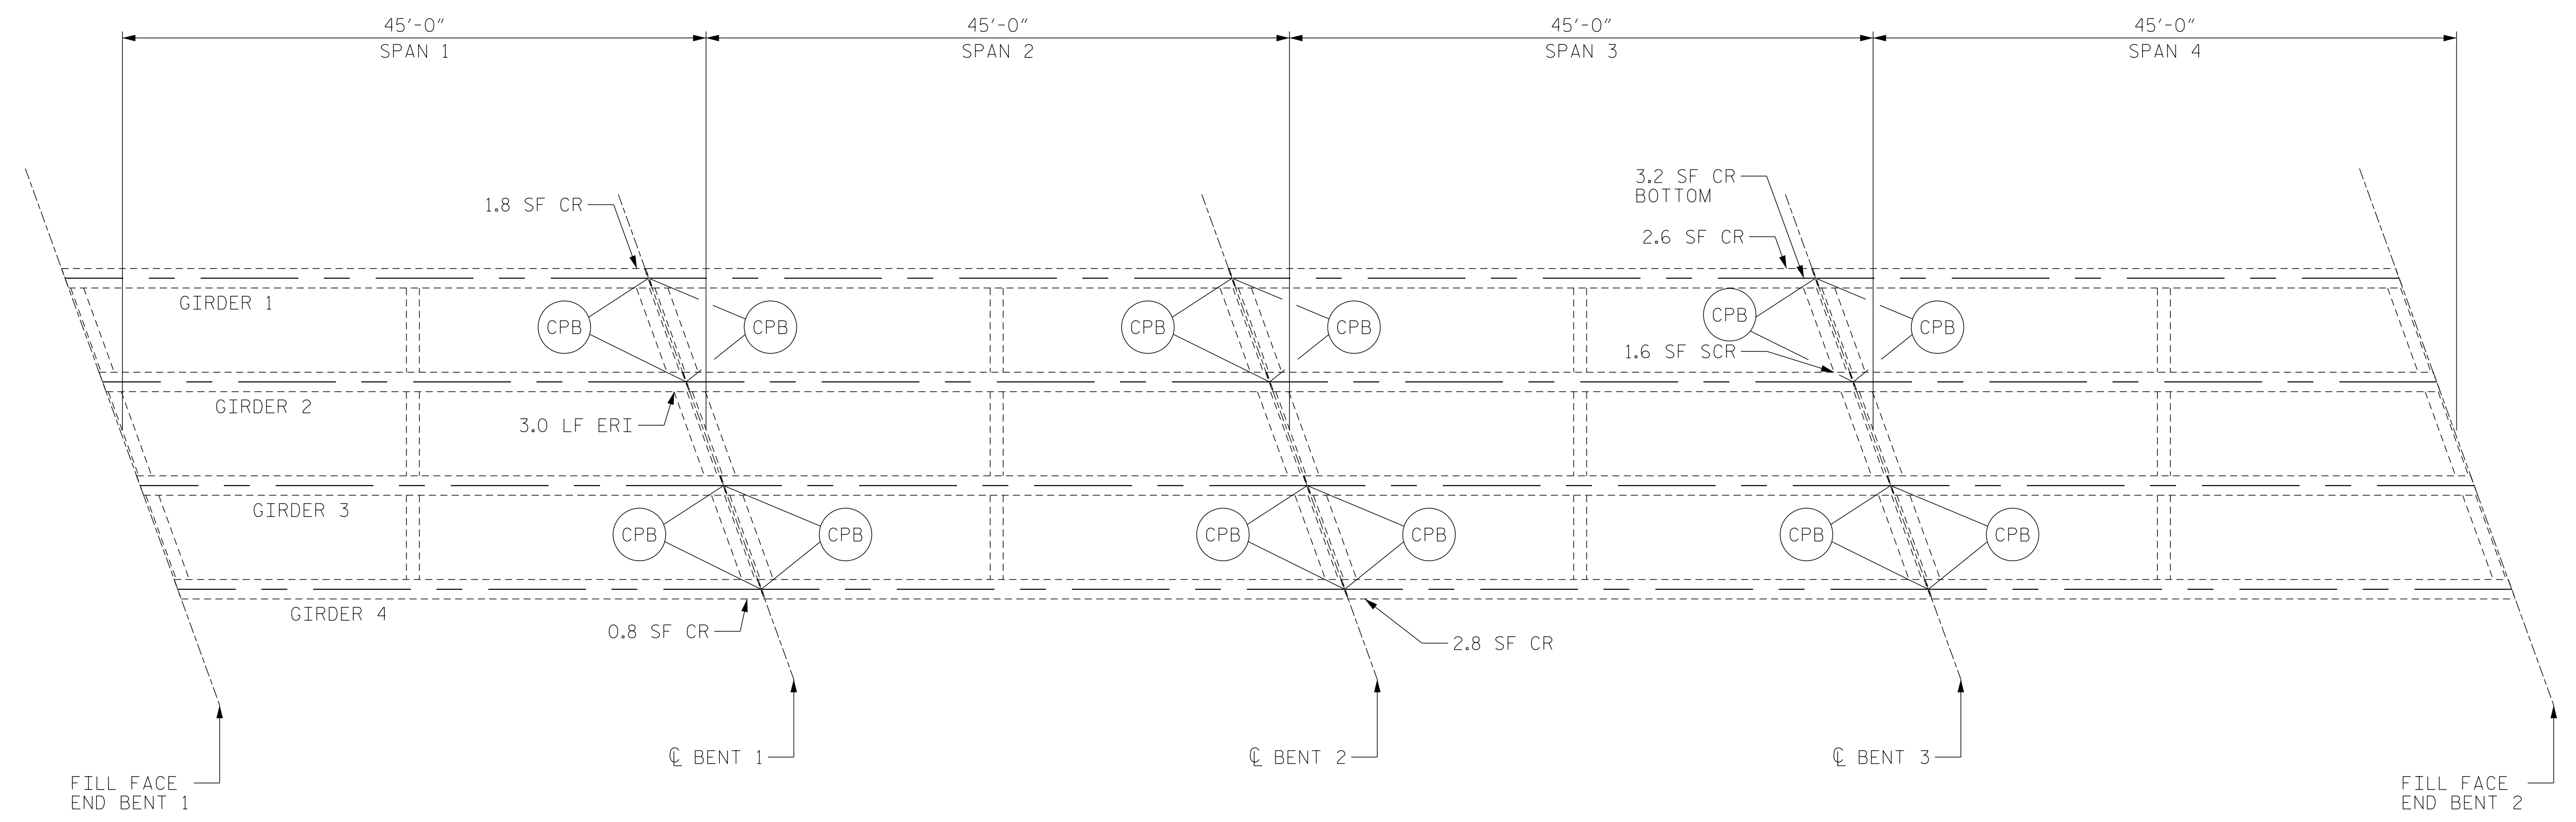 45'-0"
45'-0"
45'-0"
45'-0"
SPAN 1
SPAN 2
SPAN 3
SPAN 4
3.2 SF CR
BOTTOM
1.8 SF CR
2.6 SF CR
GIRDER 1
CPB
CPB
CPB
CPB
CPB
CPB
1.6 SF SCR
GIRDER 2
3.0 LF ERI
GIRDER 3
CPB
CPB
CPB
CPB
CPB
CPB
GIRDER 4
0.8 SF CR
2.8 SF CR
℄ BENT 1
℄ BENT 2
℄ BENT 3
FILL FACE
END BENT 1
FILL FACE
END BENT 2